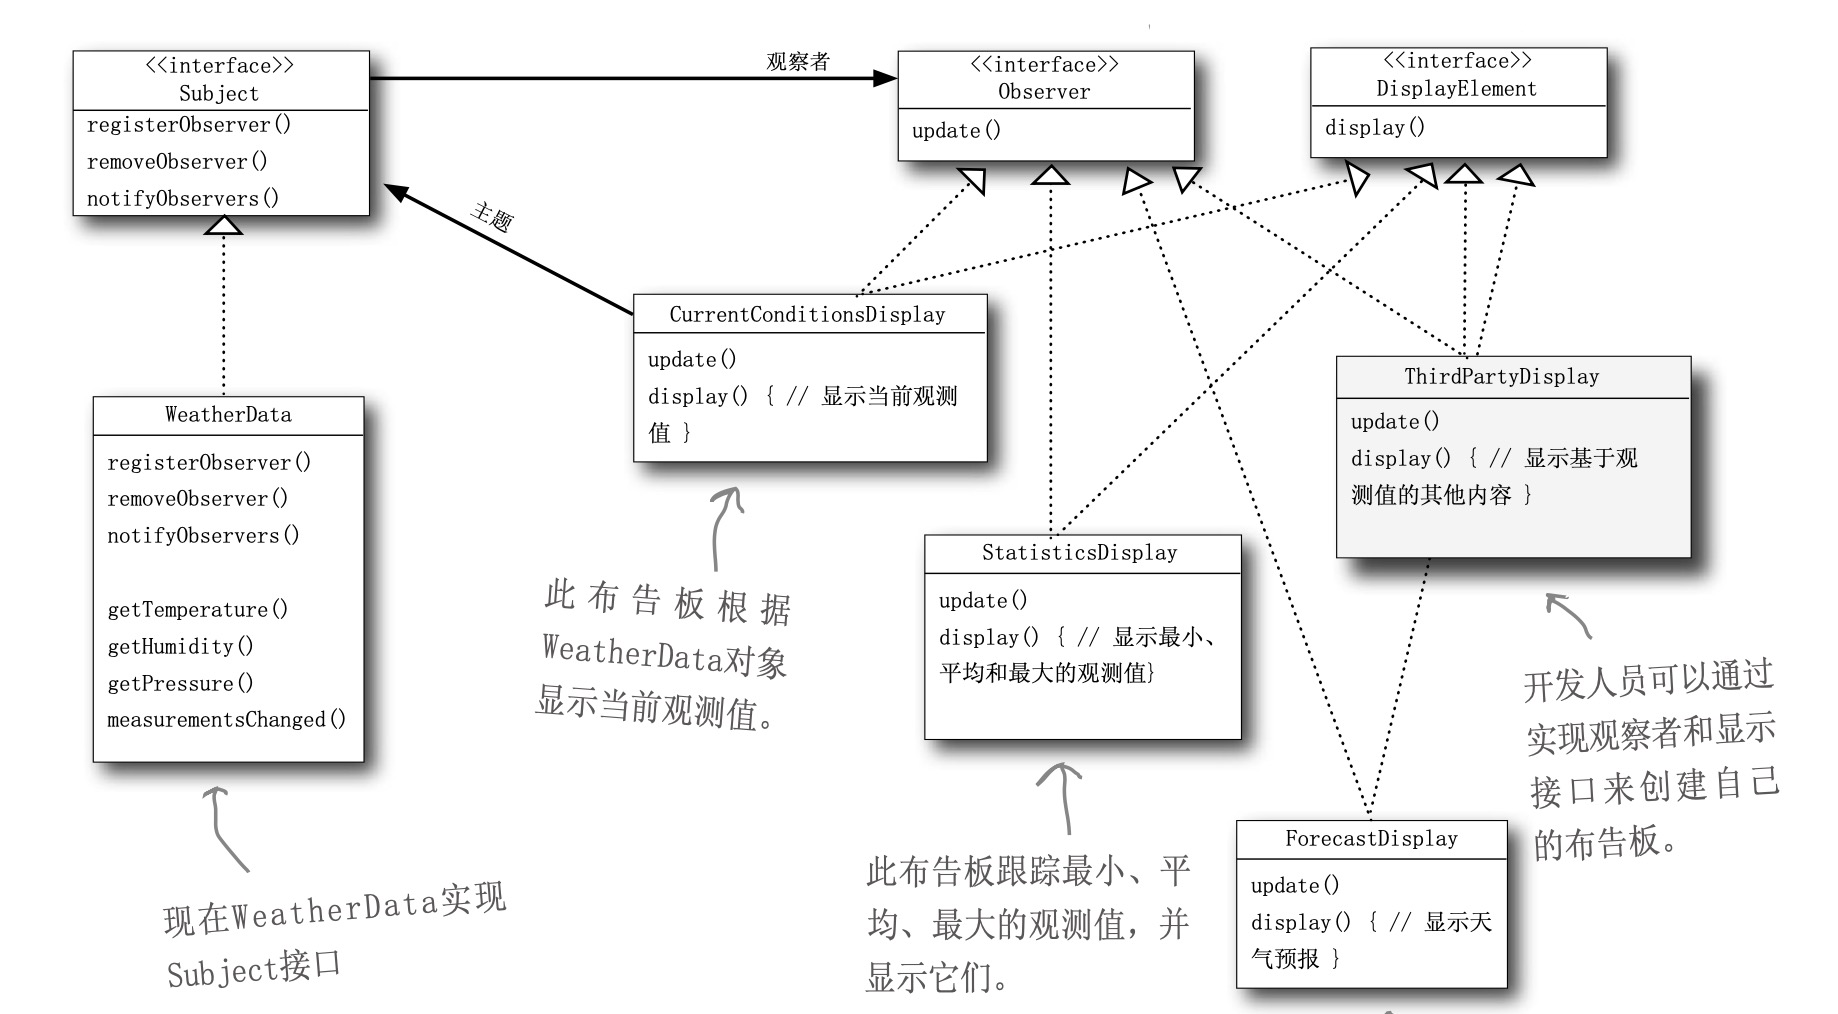 <<interface>>
Subject
registerObserver()
removeObserver()
notifyObservers()
观察者
<<interface>>
Observer
update()
<<interface>>
DisplayElement
display()
主题
CurrentConditionsDisplay
update()
display() { // 显示当前观测
值 }
ThirdPartyDisplay
update()
display() { // 显示基于观
测值的其他内容 }
WeatherData
registerObserver()
removeObserver()
notifyObservers()
getTemperature()
getHumidity()
getPressure()
measurementsChanged()
StatisticsDisplay
update()
display() { // 显示最小、
平均和最大的观测值}
此布告板根据
WeatherData对象
显示当前观测值。
开发人员可以通过
实现观察者和显示
接口来创建自己
的布告板。
ForecastDisplay
update()
display() { // 显示天
气预报 }
现在WeatherData实现
Subject接口
此布告板跟踪最小、平
均、最大的观测值，并
显示它们。